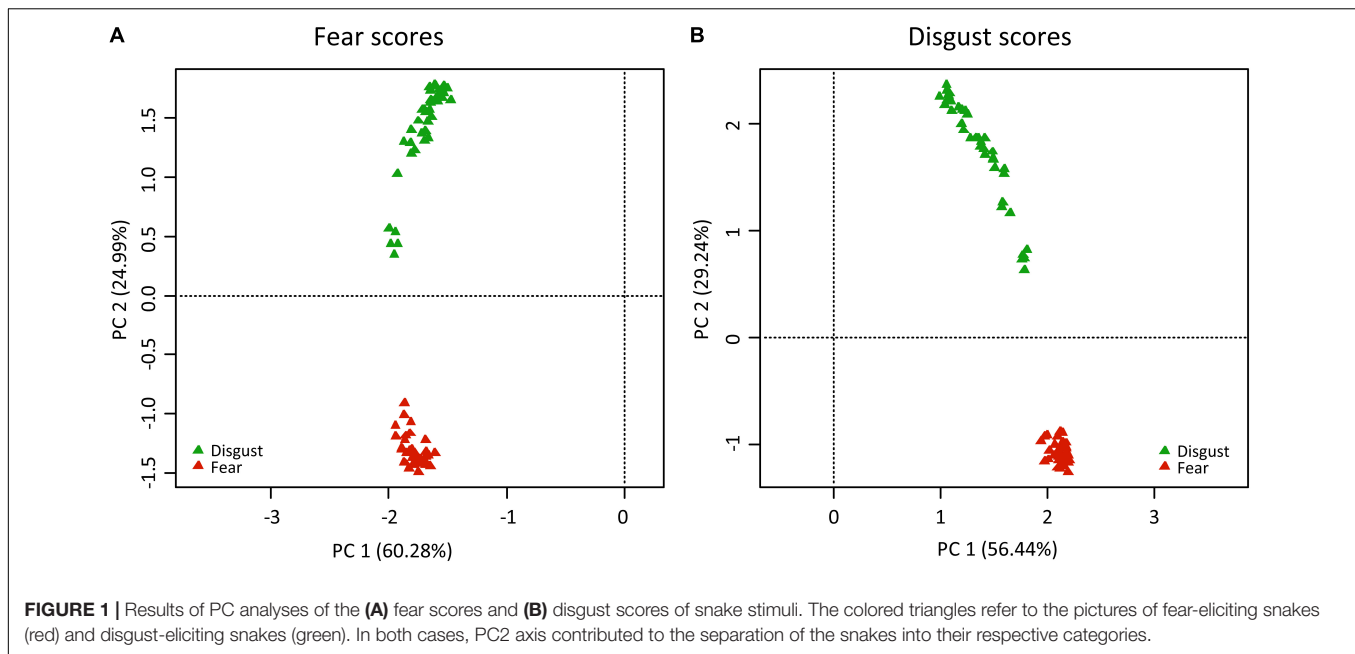 A
Fear scores
PC 2 (24.99%)
1.5
1.0
0.5
0.0
-0.5
-1.0
-1.5
Disgust
Fear
-3
-2
-1
0
PC 1 (60.28%)
B
Disgust scores
PC 2 (29.24%)
2
1
0
-1
Disgust
Fear
0
1
2
3
PC 1 (56.44%)
FIGURE 1 | Results of PC analyses of the (A) fear scores and (B) disgust scores of snake stimuli. The colored triangles refer to the pictures of fear-eliciting snakes
(red) and disgust-eliciting snakes (green). In both cases, PC2 axis contributed to the separation of the snakes into their respective categories.